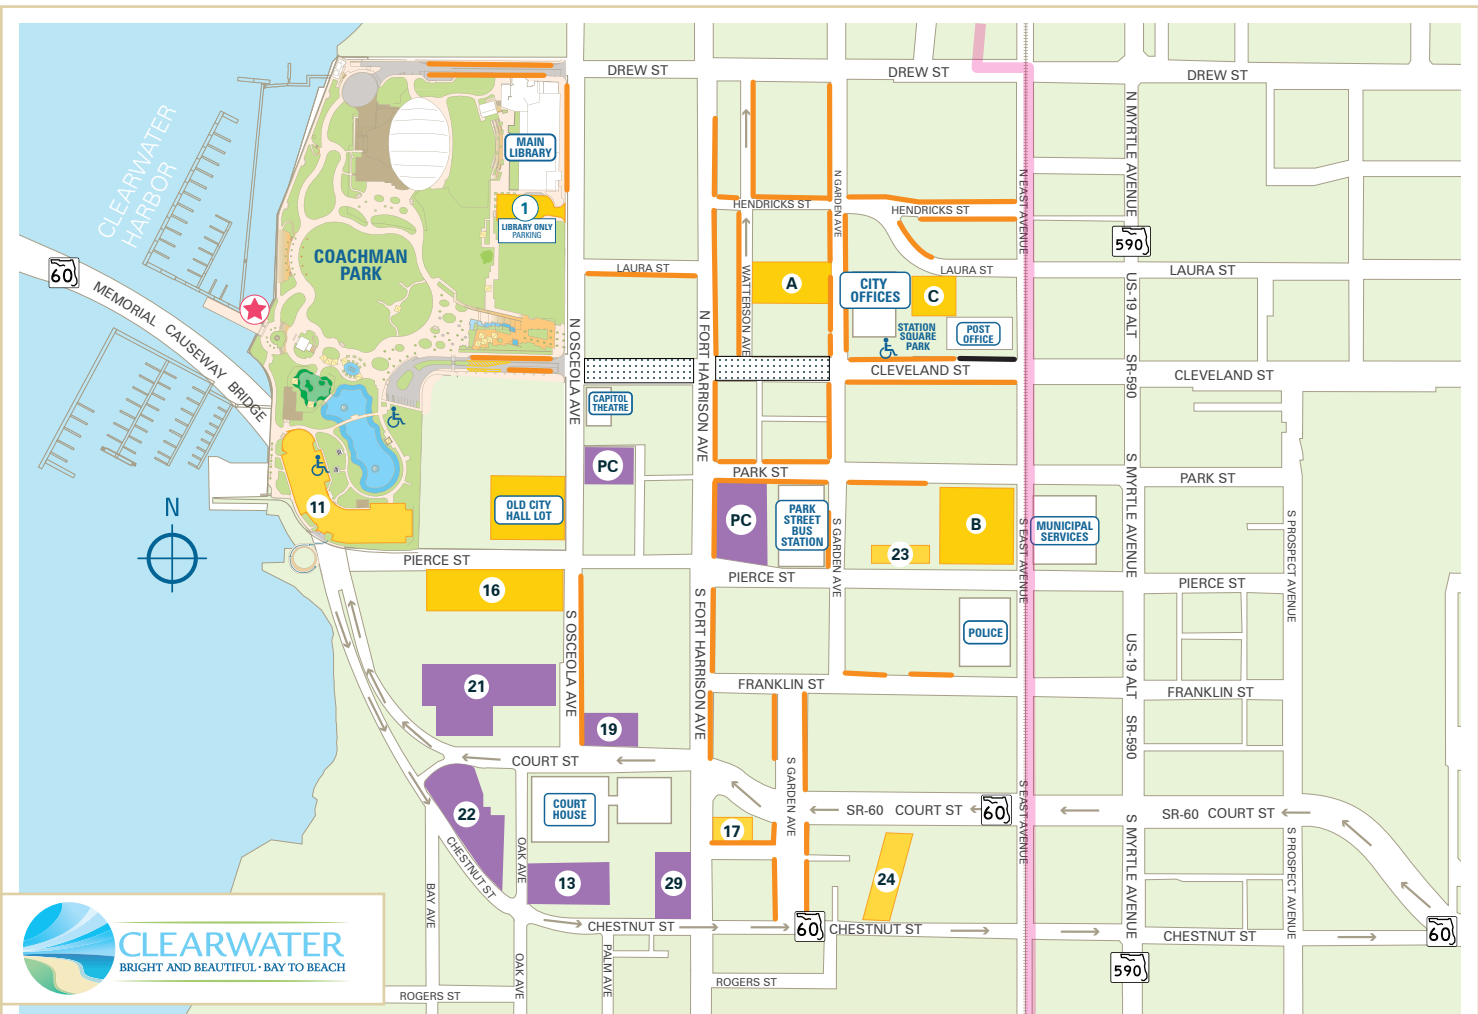 DREW ST
DREW ST
DREW ST
CLEARWATER
HARBOR
MAIN
LIBRARY
1
LIBRARY ONLY
PARKING
COACHMAN
PARK
N MYRTLE AVENUE
N GARDEN AVE
N EAST AVENUE
HENDRICKS ST
HENDRICKS ST
590
60
MEMORIAL CAUSEWAY BRIDGE
LAURA ST
LAURA ST
LAURA ST
WATTERSON AVE
A
CITY
OFFICES
C
STATION
SQUARE
PARK
POST
OFFICE
US-19 ALT
SR-590
N OSCEOLA AVE
N FORT HARRISON AVE
CLEVELAND ST
CLEVELAND ST
CAPITOL
THEATRE
PC
PARK ST
PARK ST
11
OLD CITY
HALL LOT
PC
PARK
STREET
BUS
STATION
S GARDEN AVE
B
23
S EAST AVENUE
MUNICIPAL
SERVICES
S MYRTLE AVENUE
S PROSPECT AVENUE
N
PIERCE ST
PIERCE ST
PIERCE ST
16
S OSCEOLA AVE
S FORT HARRISON AVE
POLICE
US-19 ALT
SR-590
21
FRANKLIN ST
FRANKLIN ST
19
COURT ST
S GARDEN AVE
22
COURT
HOUSE
17
SR-60 COURT ST
60
SR-60 COURT ST
S EAST AVENUE
S MYRTLE AVENUE
S PROSPECT AVENUE
CHESTNUT ST
OAK AVE
13
29
24
BAY AVE
CHESTNUT ST
60
CHESTNUT ST
CHESTNUT ST
60
590
OAK AVE
PALM AVE
ROGERS ST
ROGERS ST
CLEARWATER
BRIGHT AND BEAUTIFUL • BAY TO BEACH